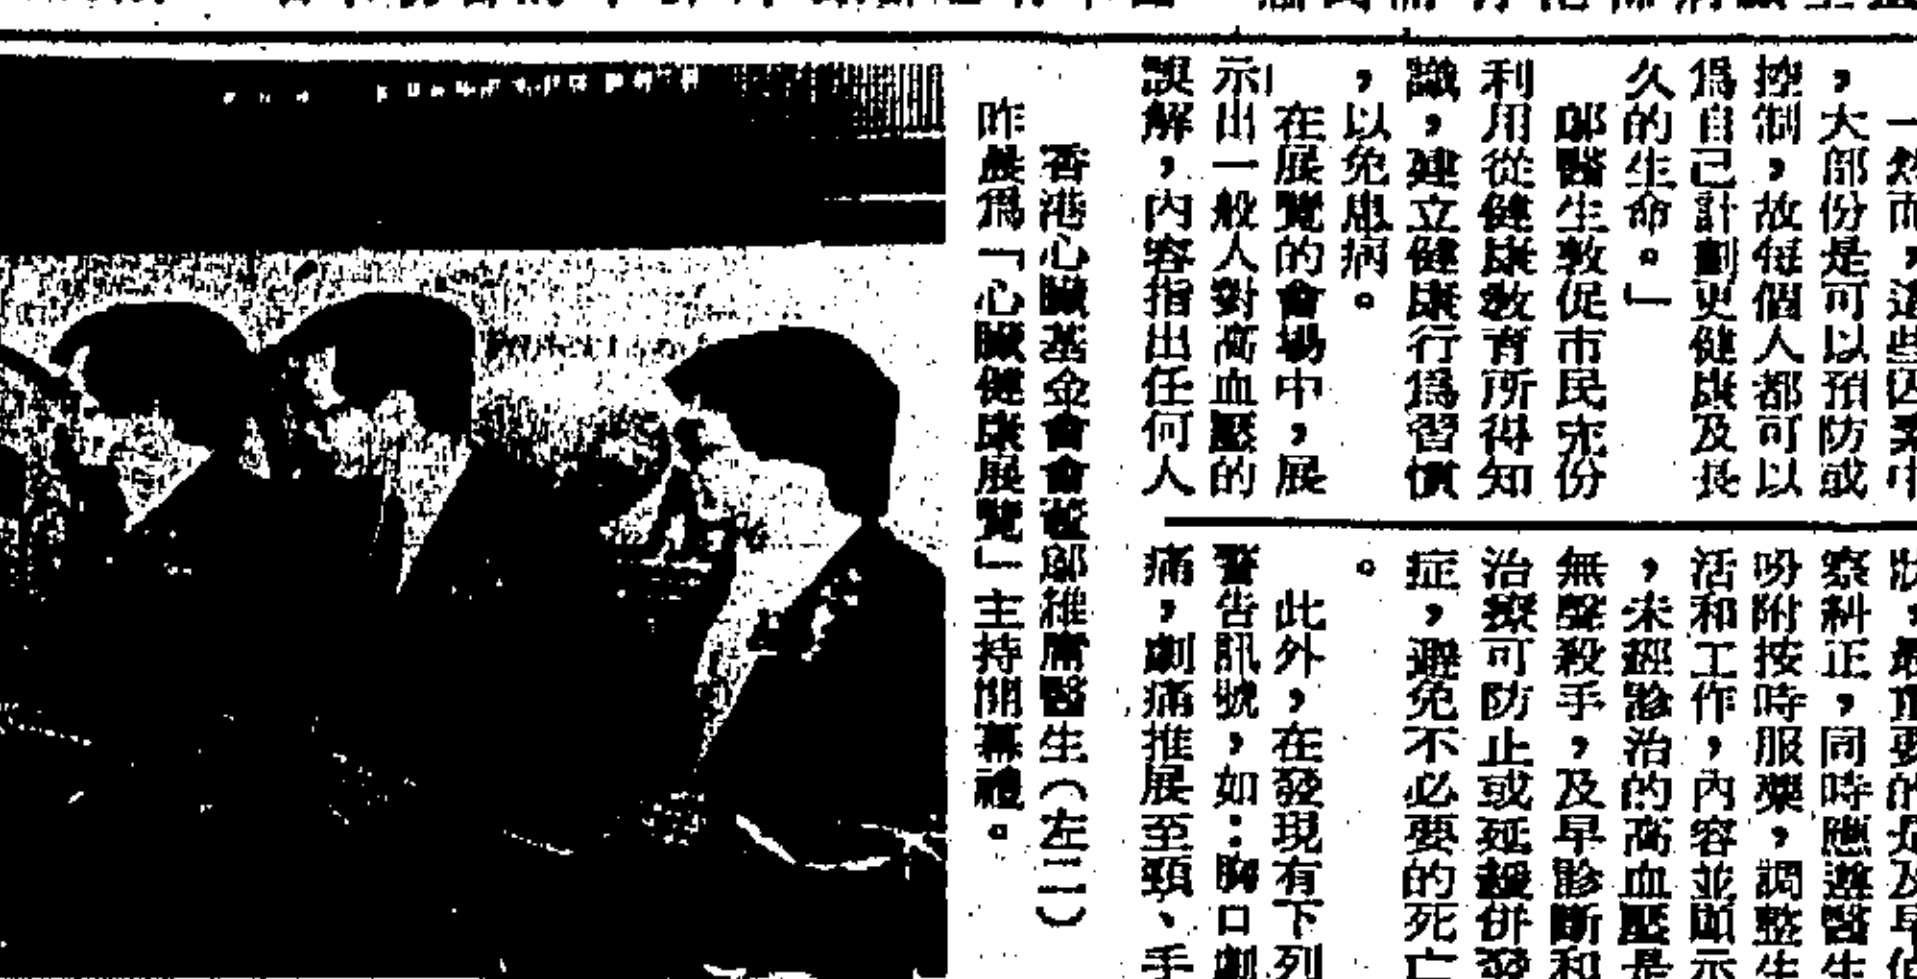 一然而，這些因素中
，大部份是可以預防或
控制，故每個人都可以
爲自己計劃更健康及長
久的生命。」
鄔醫生敦促市民充份
利用從健康教育所得知
識，建立健康行爲習慣
，以免患病。
在展覽的會場中，展
示出一般人對高血壓的
誤解，內容指出任何人
狀，最重要的是及早
察糾正，同時應遵醫生
吩咐按時服藥，調整生
活和工作，內容並顯示
，未經診治的高血壓是
無聲殺手，及早診斷和
治療可防止或延緩併發
症，避免不必要的死亡
。
此外，在發現有下列
警告訊號，如：胸口劇
痛，劇痛推展至頸、手
香港心臟基金會會董鄔維庸醫生（左二）
昨晨爲「心臟健康展覽」主持開幕禮。